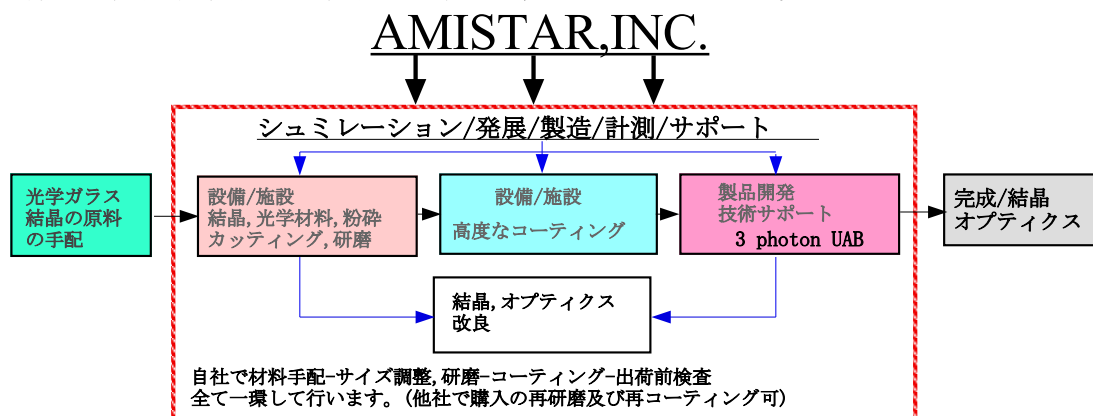 AMISTAR,INC.
シュミレーション/発展/製造/計測/サポート
光学ガラス
結晶の原料
の手配
設備/施設
結晶,光学材料,粉砕
カッティング,研磨
設備/施設
高度なコーティング
製品開発
技術サポート
3 photon UAB
完成/結晶
オプティクス
結晶,オプティクス
改良
自社で材料手配-サイズ調整,研磨-コーティング-出荷前検査
全て一環して行います。(他社で購入の再研磨及び再コーティング可)